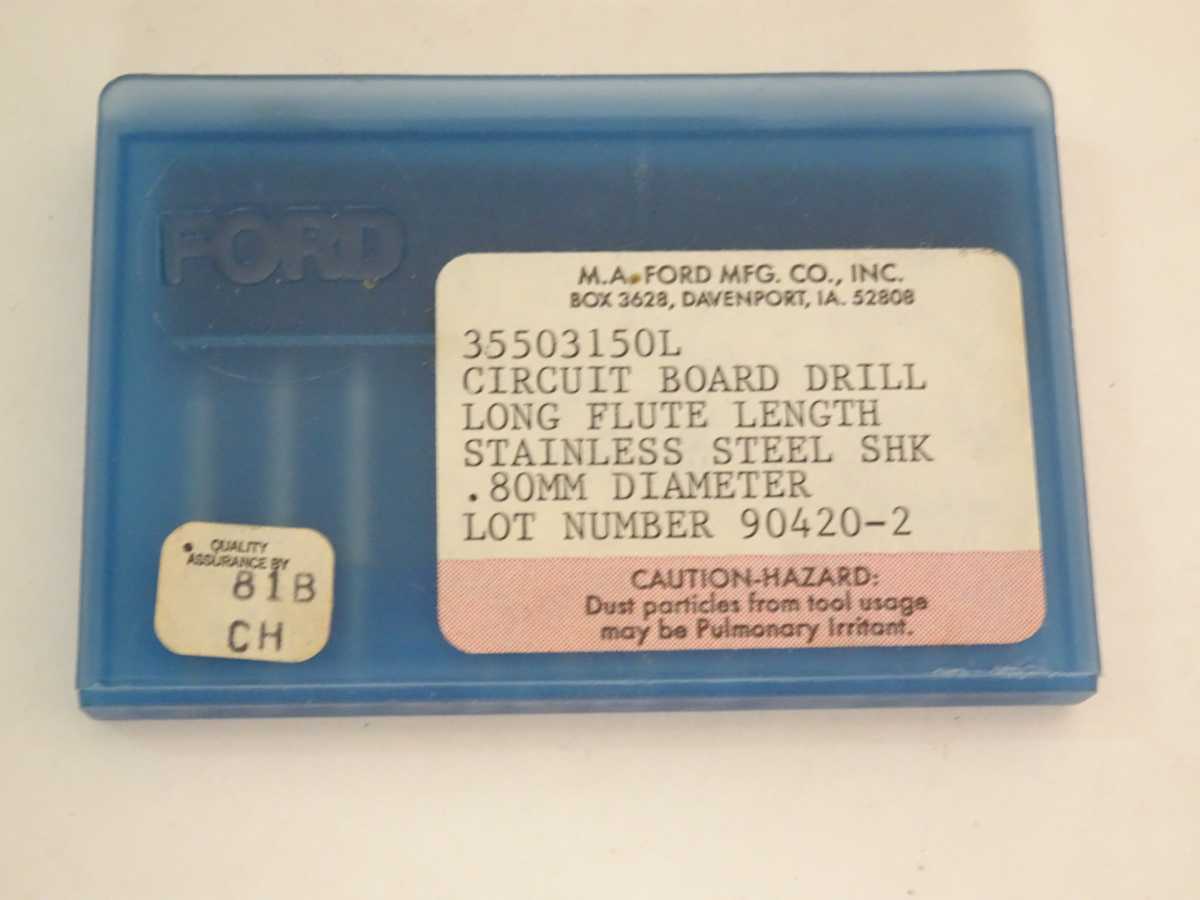 FORD
M.A. FORD MFG. CO., INC.
BOX 3628, DAVENPORT, IA. 52808
35503150L
CIRCUIT BOARD DRILL
LONG FLUTE LENGTH
STAINLESS STEEL SHK
.80MM DIAMETER
LOT NUMBER 90420-2
CAUTION-HAZARD:
Dust particles from tool usage
may be Pulmonary Irritant.
QUALITY
ASSURANCE BY
81B
CH